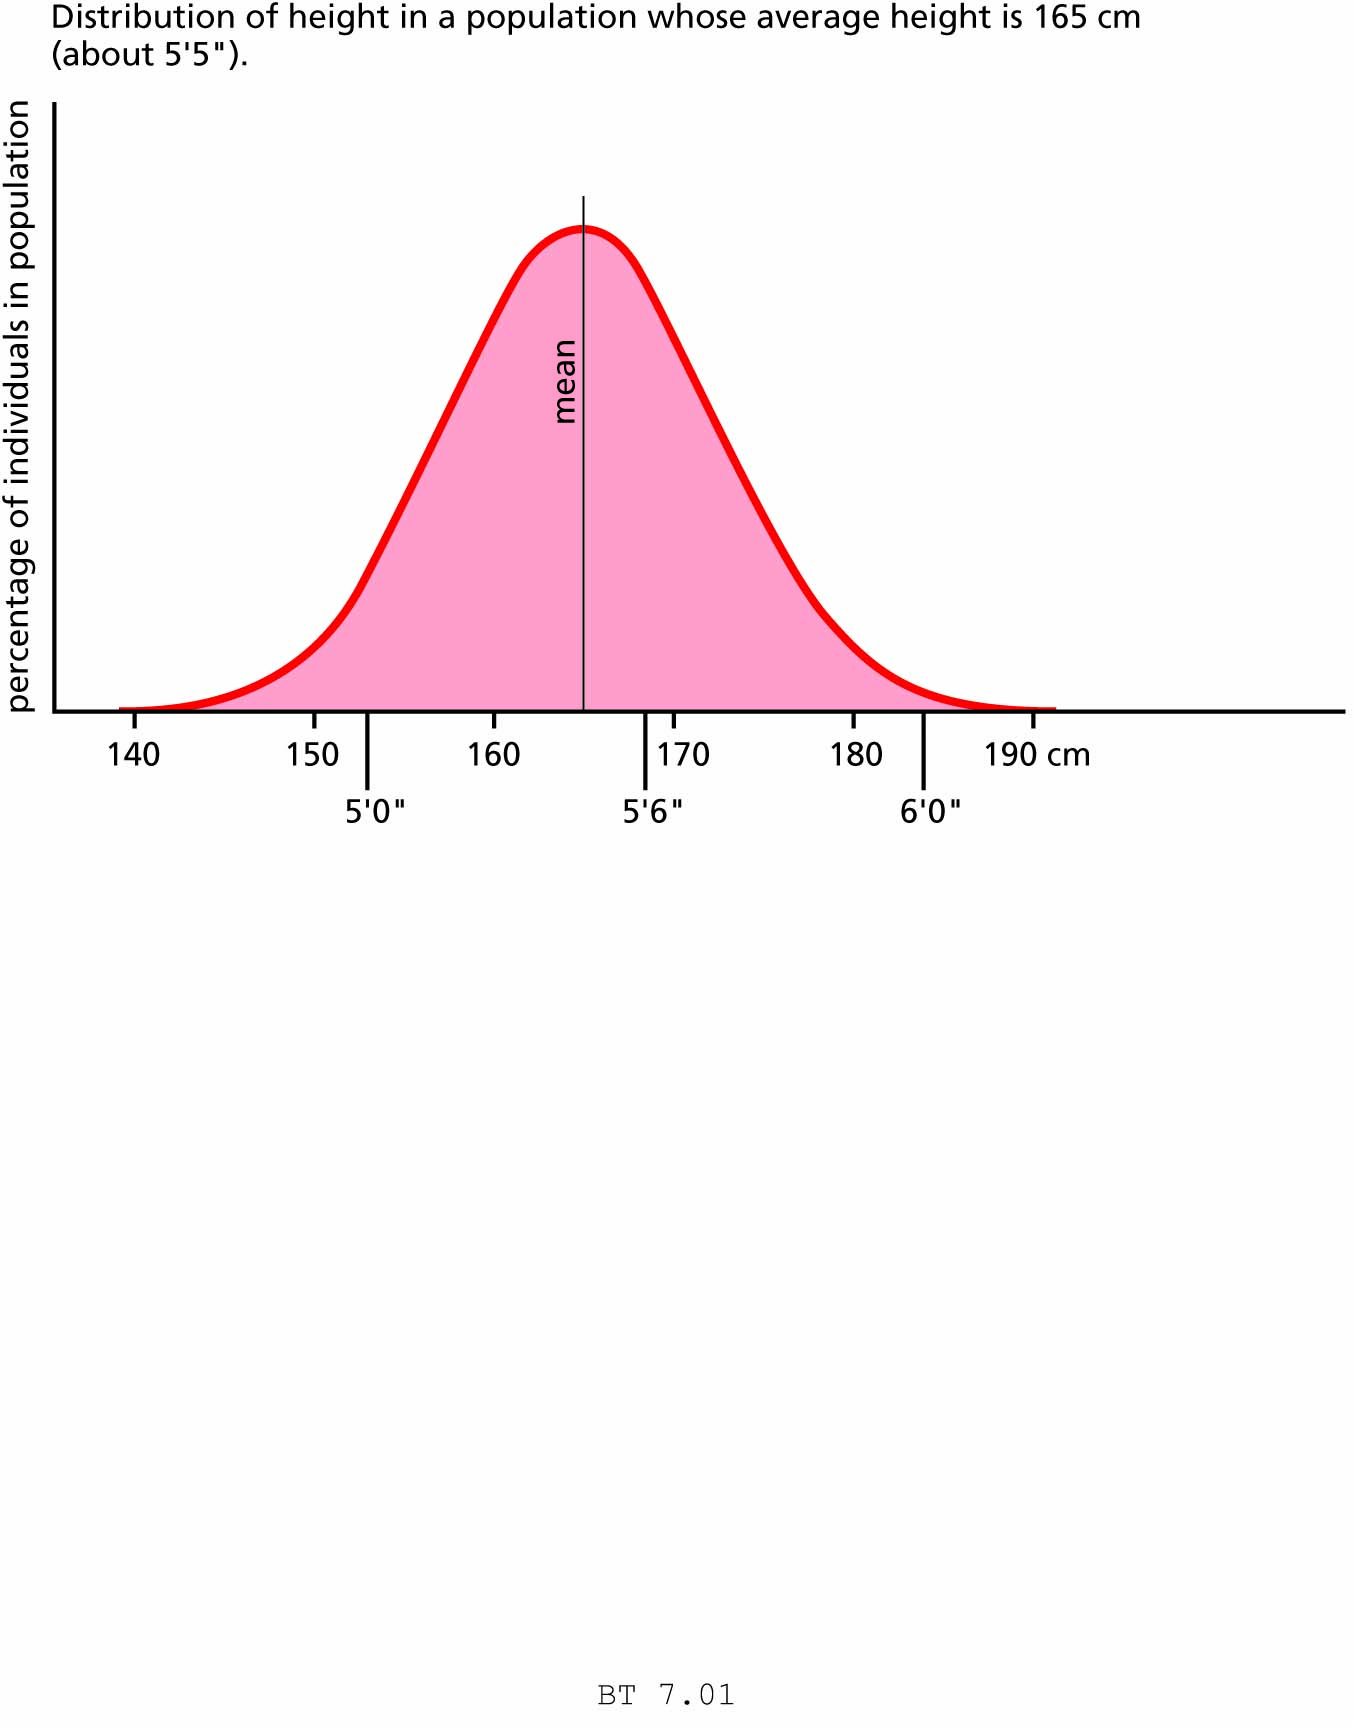 Distribution of height in a population whose average height is 165 cm
(about 5'5").
percentage of individuals in population
mean
140 150 160 170 180 190 cm
5'0" 5'6" 6'0"
BT 7.01